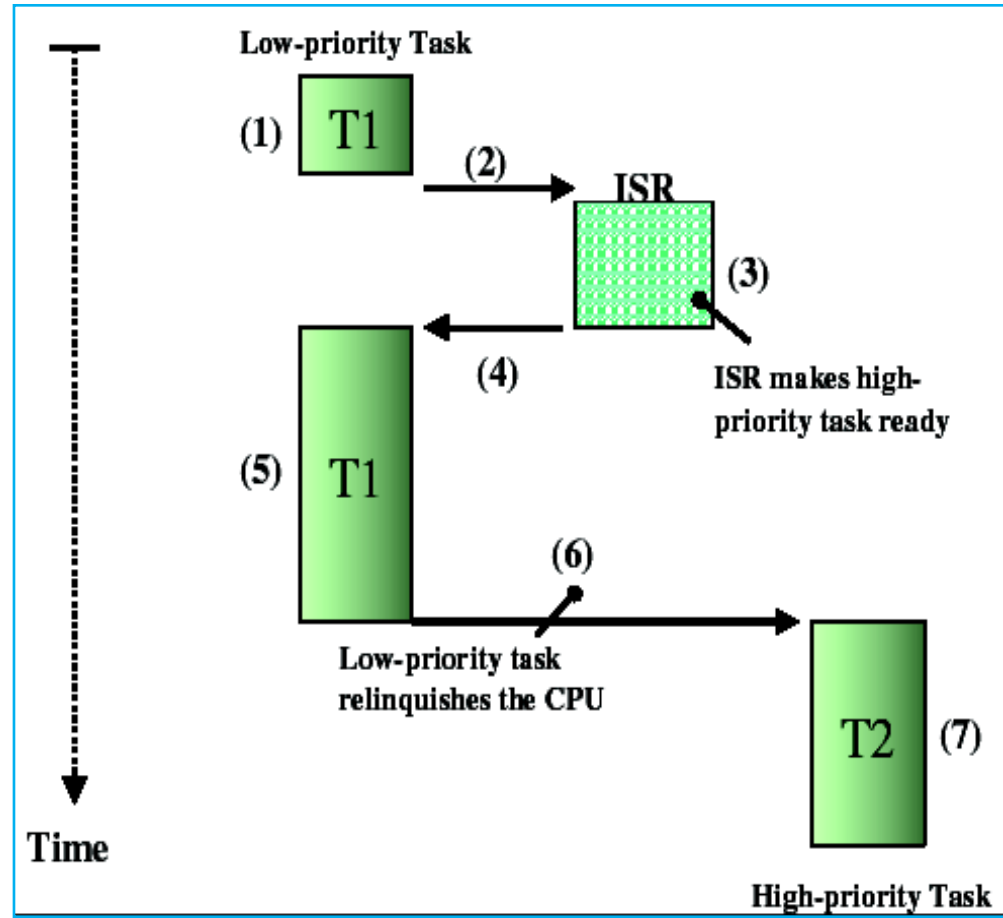 Low-priority Task
(1)
T1
(2)
ISR
(3)
ISR makes high-
priority task ready
(4)
(5)
T1
(6)
Low-priority task
relinquishes the CPU
T2
(7)
Time
High-priority Task